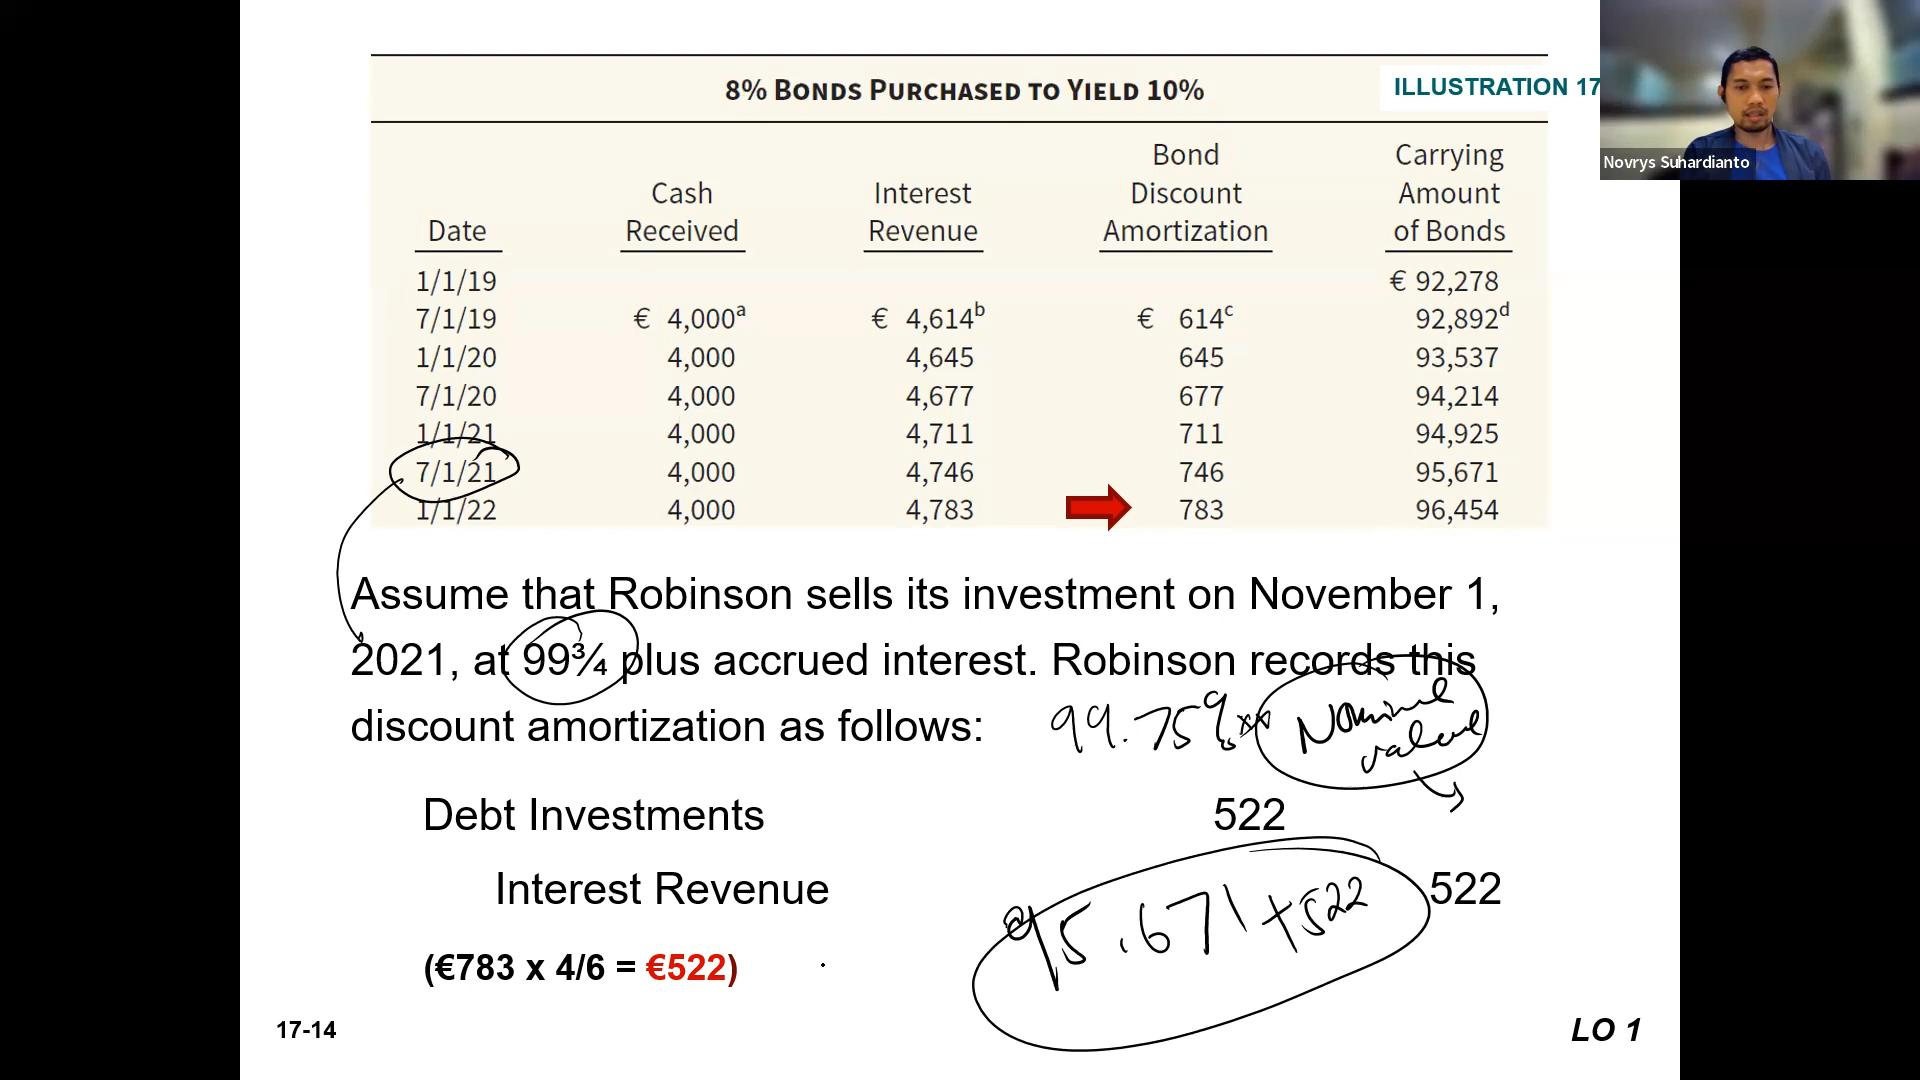 8% BONDS PURCHASED TO YIELD 10%
ILLUSTRATION 17
Novrys Suhardianto
Date Cash Received Interest Revenue Bond Discount Amortization Carrying Amount of Bonds
1/1/19 € 92,278
7/1/19 € 4,000a € 4,614b € 614c 92,892d
1/1/20 4,000 4,645 645 93,537
7/1/20 4,000 4,677 677 94,214
1/1/21 4,000 4,711 711 94,925
7/1/21 4,000 4,746 746 95,671
1/1/22 4,000 4,783 783 96,454
Assume that Robinson sells its investment on November 1,
2021, at 99¾ plus accrued interest. Robinson records this
discount amortization as follows:
99.75% x Nominal
value
Debt Investments 522
Interest Revenue 522
95.671 + 522
(€783 x 4/6 = €522)
17-14
LO 1